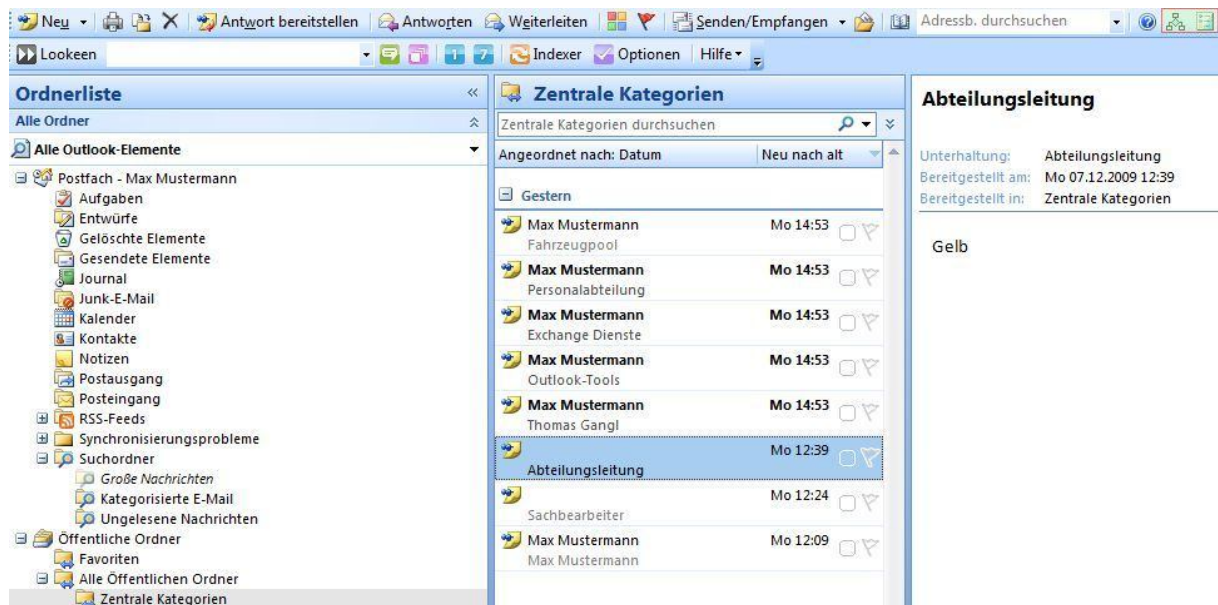 Neu Antwort bereitstellen Antworten Weiterleiten Senden/Empfangen Adressb. durchsuchen
Lookeen 1 7 Indexer Optionen Hilfe
Ordnerliste «
Alle Ordner
Alle Outlook-Elemente
Postfach - Max Mustermann
Aufgaben
Entwürfe
Gelöschte Elemente
Gesendete Elemente
Journal
Junk-E-Mail
Kalender
Kontakte
Notizen
Postausgang
Posteingang
RSS-Feeds
Synchronisierungsprobleme
Suchordner
Große Nachrichten
Kategorisierte E-Mail
Ungelesene Nachrichten
Öffentliche Ordner
Favoriten
Alle Öffentlichen Ordner
Zentrale Kategorien
Zentrale Kategorien
Zentrale Kategorien durchsuchen
Angeordnet nach: Datum Neu nach alt
Gestern
Max Mustermann Mo 14:53
Fahrzeugpool
Max Mustermann Mo 14:53
Personalabteilung
Max Mustermann Mo 14:53
Exchange Dienste
Max Mustermann Mo 14:53
Outlook-Tools
Max Mustermann Mo 14:53
Thomas Gangl
Mo 12:39
Abteilungsleitung
Mo 12:24
Sachbearbeiter
Max Mustermann Mo 12:09
Max Mustermann
Abteilungsleitung
Unterhaltung: Abteilungsleitung
Bereitgestellt am: Mo 07.12.2009 12:39
Bereitgestellt in: Zentrale Kategorien
Gelb